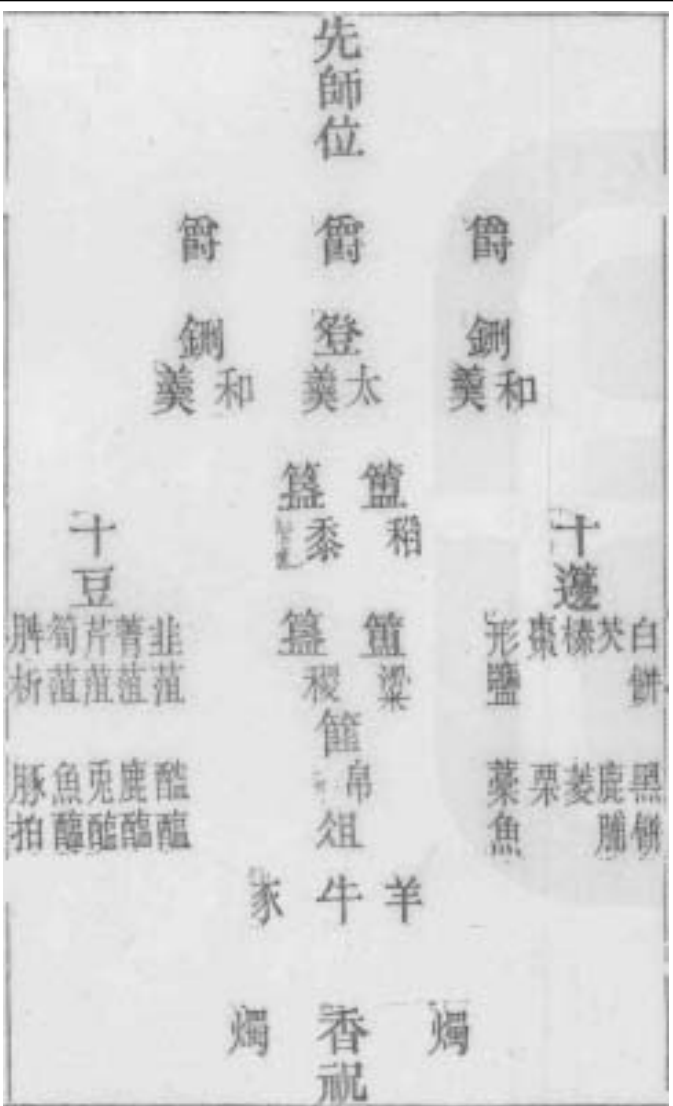 先師位
爵 爵 爵
鉶 登 鉶
和羹 太羹 和羹
簠 簋
稻 黍
十籩
十豆
簠 簋
粱 稷
白餅 芡 榛 棗 形鹽
黑餅 鹿脯 菱 栗 藁魚
韭菹 菁菹 芹菹 筍菹 脾析
醓醢 鹿醢 兎醢 魚醢 豚拍
篚
帛
俎
羊 牛 豕
燭 香 燭
祝